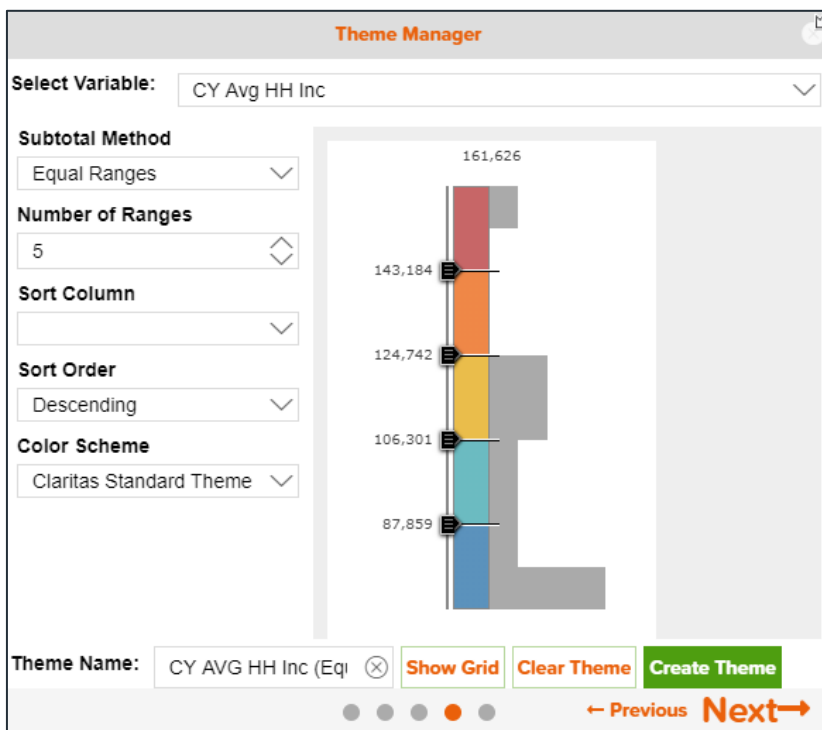 Theme Manager
Select Variable:
CY Avg HH Inc
Subtotal Method
Equal Ranges
Number of Ranges
5
Sort Column
Sort Order
Descending
Color Scheme
Claritas Standard Theme
161,626
143,184
124,742
106,301
87,859
Theme Name:
CY AVG HH Inc (Equ
Show Grid
Clear Theme
Create Theme
← Previous
Next→